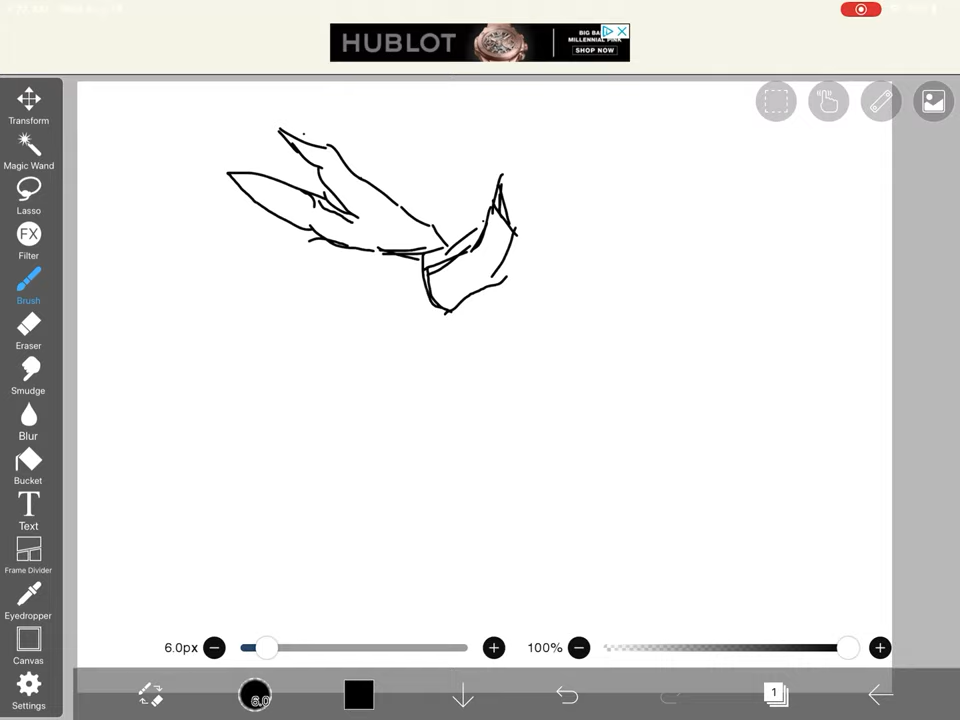 HUBLOT
BIG BA
MILLENNIAL PINK
SHOP NOW
Transform
Magic Wand
Lasso
FX
Filter
Brush
Eraser
Smudge
Blur
Bucket
T
Text
Frame Divider
Eyedropper
Canvas
Settings
6.0px
100%
6.0
1